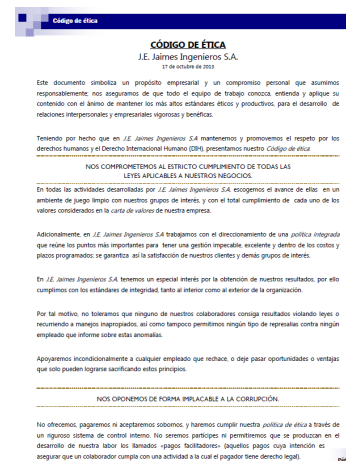 Código de ética
CÓDIGO DE ÉTICA
J.E. Jaimes Ingenieros S.A.
17 de octubre de 2013
Este documento simboliza un propósito empresarial y un compromiso personal que asumimos
responsablemente; nos aseguramos de que todo el equipo de trabajo conozca, entienda y aplique su
contenido con el ánimo de mantener los más altos estándares éticos y productivos, para el desarrollo de
relaciones interpersonales y empresariales vigorosas y benéficas.
Teniendo por hecho que en J.E. Jaimes Ingenieros S.A mantenemos y promovemos el respeto por los
derechos humanos y el Derecho Internacional Humano (DIH), presentamos nuestro Código de ética.
NOS COMPROMETEMOS AL ESTRICTO CUMPLIMIENTO DE TODAS LAS
LEYES APLICABLES A NUESTROS NEGOCIOS.
En todas las actividades desarrolladas por J.E. Jaimes Ingenieros S.A. escogemos el avance de ellas en un
ambiente de juego limpio con nuestros grupos de interés, y con el total cumplimiento de cada uno de los
valores considerados en la carta de valores de nuestra empresa.
Adicionalmente, en J.E. Jaimes Ingenieros S.A trabajamos con el direccionamiento de una política integrada
que reúne los puntos más importantes para tener una gestión impecable, excelente y dentro de los costos y
plazos programados; se garantiza así la satisfacción de nuestros clientes y demás grupos de interés.
En J.E. Jaimes Ingenieros S.A. tenemos un especial interés por la obtención de nuestros resultados, por ello
cumplimos con los estándares de integridad, tanto al interior como al exterior de la organización.
Por tal motivo, no toleramos que ninguno de nuestros colaboradores consiga resultados violando leyes o
recurriendo a manejos inapropiados, así como tampoco permitimos ningún tipo de represalias contra ningún
empleado que informe sobre estas anomalías.
Apoyaremos incondicionalmente a cualquier empleado que rechace, o deje pasar oportunidades o ventajas
que solo pueden lograrse sacrificando estos principios.
NOS OPONEMOS DE FORMA IMPLACABLE A LA CORRUPCIÓN.
No ofrecemos, pagaremos ni aceptaremos sobornos, y haremos cumplir nuestra política de ética a través de
un riguroso sistema de control interno. No seremos partícipes ni permitiremos que se produzcan en el
desarrollo de nuestra labor los llamados «pagos facilitadores» (aquellos pagos cuya intención es
asegurar que un colaborador cumpla con una actividad a la cual el pagador tiene derecho legal).